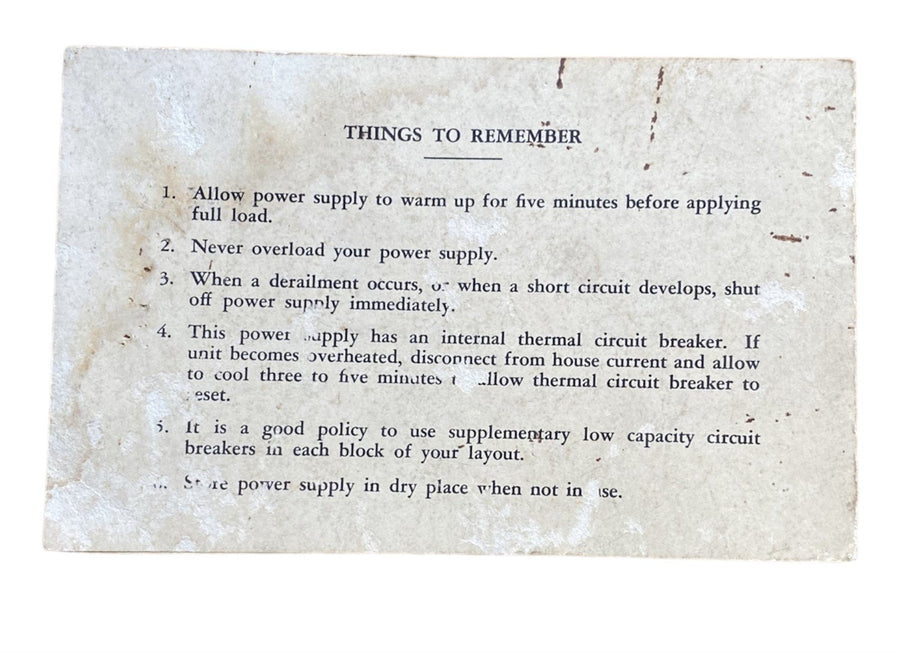 THINGS TO REMEMBER
1. Allow power supply to warm up for five minutes before applying
full load.
2. Never overload your power supply.
3. When a derailment occurs, or when a short circuit develops, shut
off power supply immediately.
4. This power supply has an internal thermal circuit breaker. If
unit becomes overheated, disconnect from house current and allow
to cool three to five minutes allow thermal circuit breaker to
reset.
5. It is a good policy to use supplementary low capacity circuit
breakers in each block of your layout.
Store power supply in dry place when not in use.